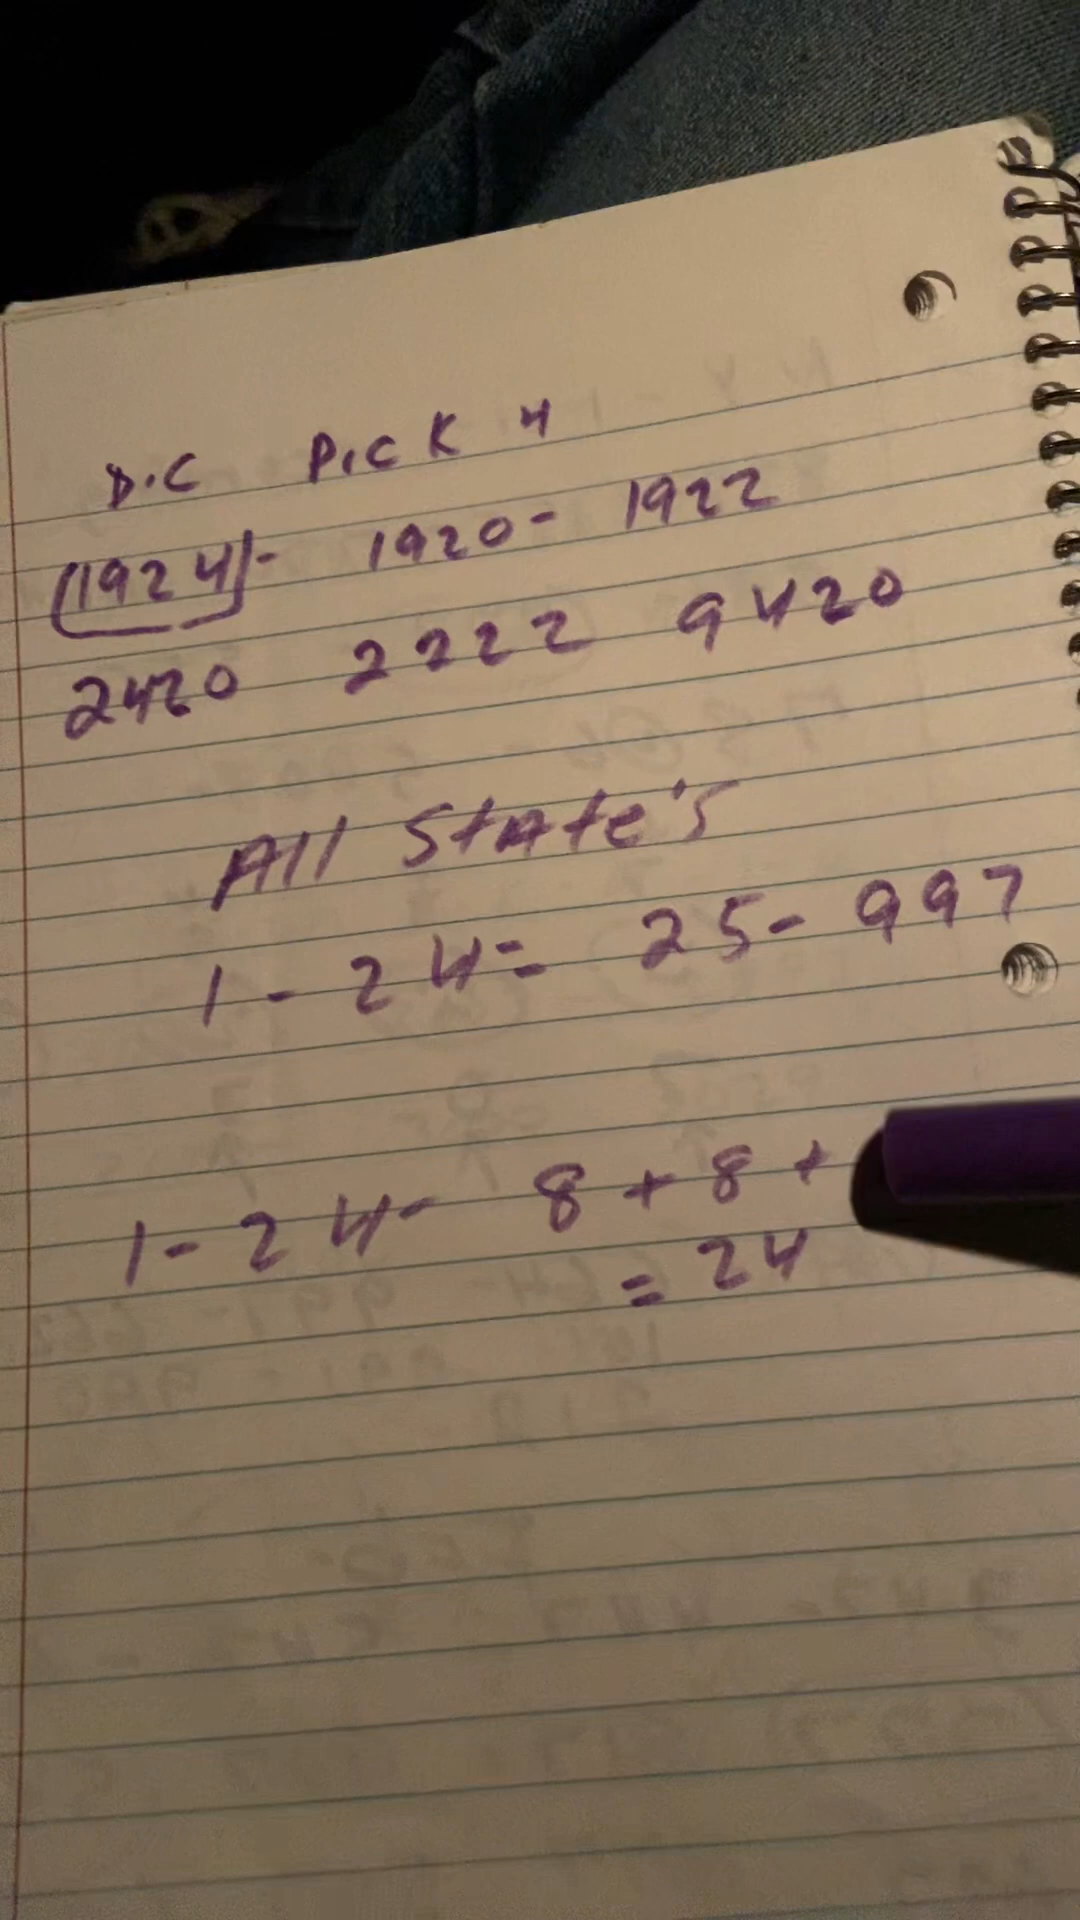 D.C PicK 4
(1924)- 1920- 1922
2420 2222 9420
All StAte's
1 - 24= 25- 997
1- 24- 8 + 8 +
= 24